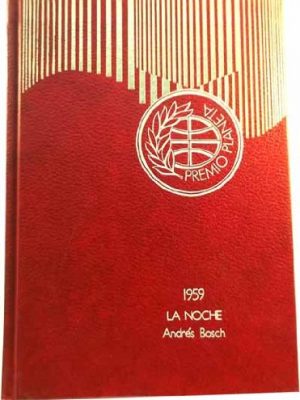 PREMIO PLANETA
1959
LA NOCHE
Andrés Bosch